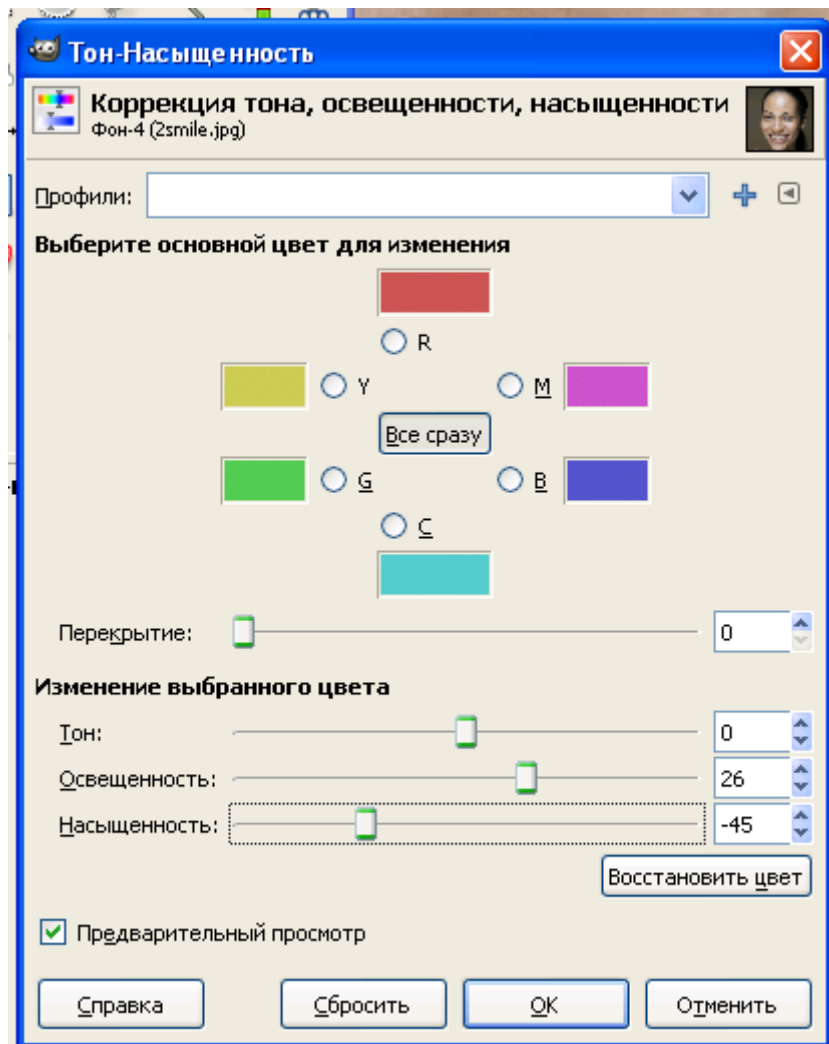 Тон-Насыщенность
Коррекция тона, освещенности, насыщенности
Фон-4 (2smile.jpg)
Профили:
Выберите основной цвет для изменения
R
Y M
Все сразу
G B
C
Перекрытие: 0
Изменение выбранного цвета
Тон: 0
Освещенность: 26
Насыщенность: -45
Восстановить цвет
Предварительный просмотр
Справка Сбросить OK Отменить